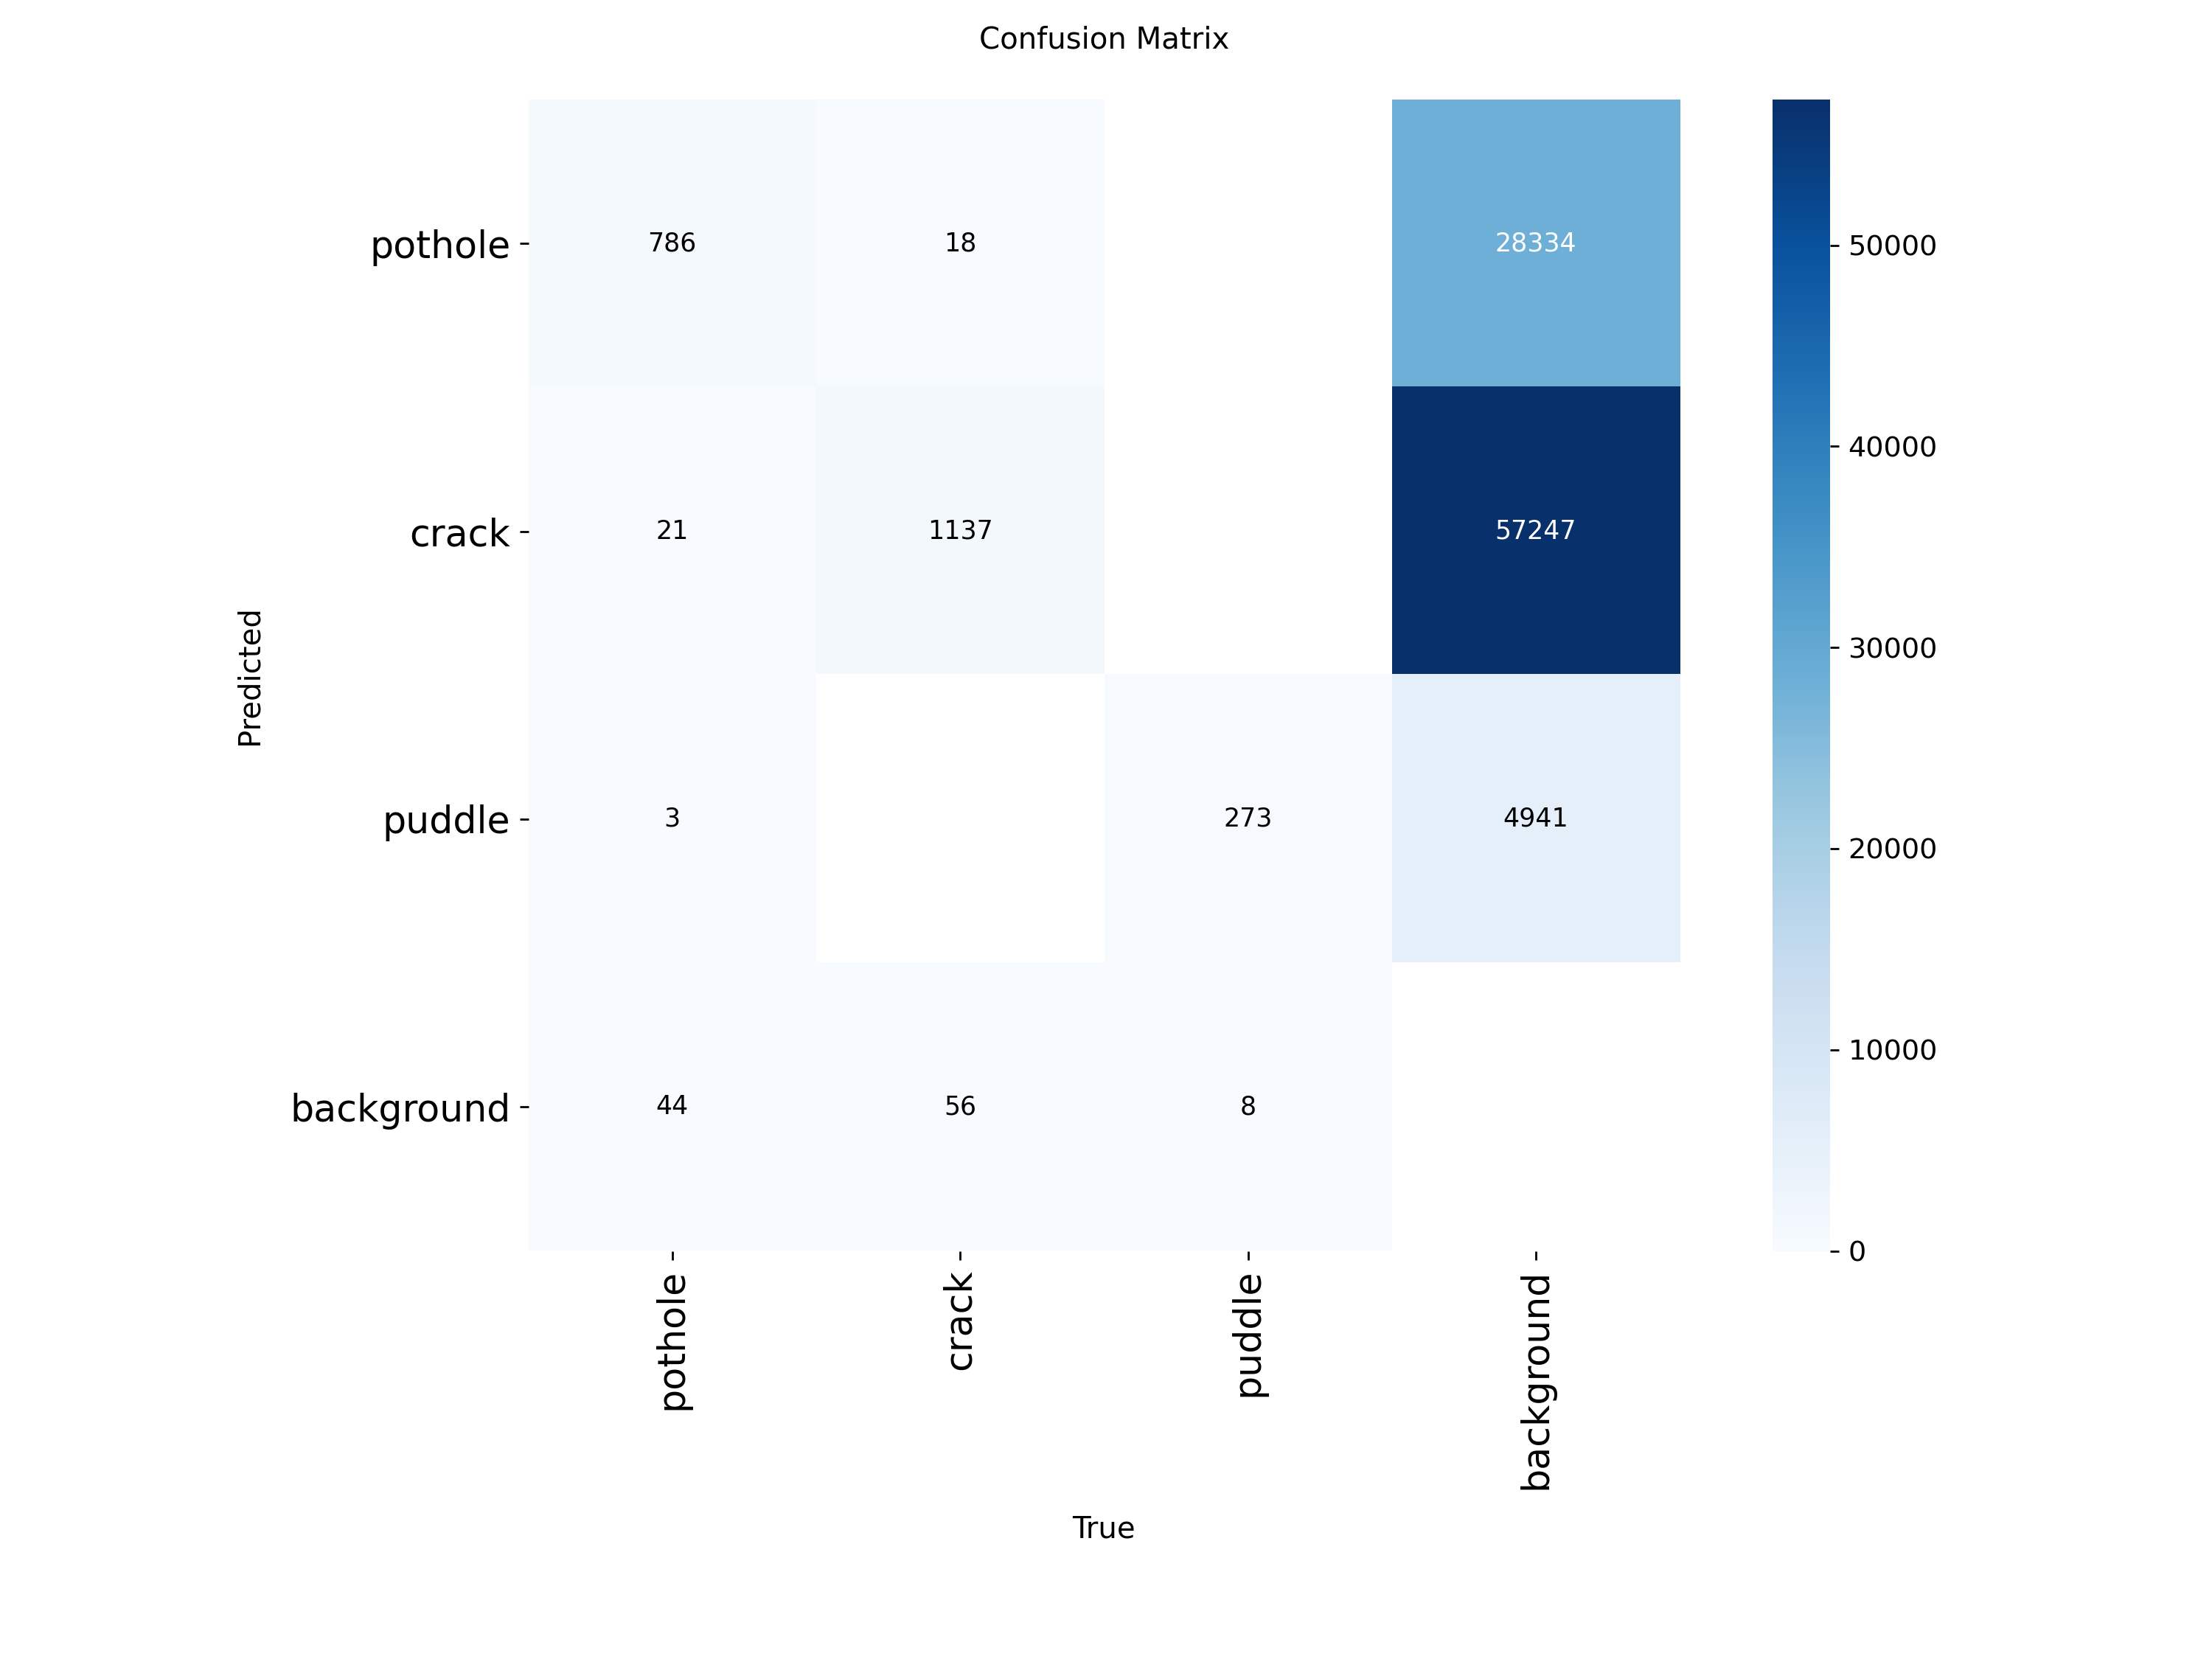 Confusion Matrix
pothole
786
18
28334
crack
21
1137
57247
puddle
3
273
4941
background
44
56
8
Predicted
pothole
crack
puddle
background
True
50000
40000
30000
20000
10000
0